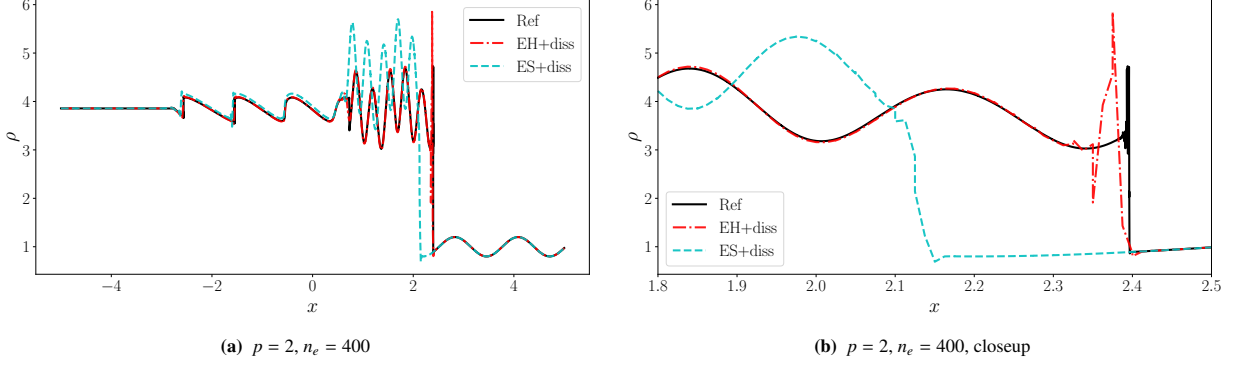 6
5
4
3
2
1
ρ
−4
−2
0
2
4
x
Ref
EH+diss
ES+diss
(a) p = 2, nₑ = 400
6
5
4
3
2
1
ρ
1.8
1.9
2.0
2.1
2.2
2.3
2.4
2.5
x
Ref
EH+diss
ES+diss
(b) p = 2, nₑ = 400, closeup